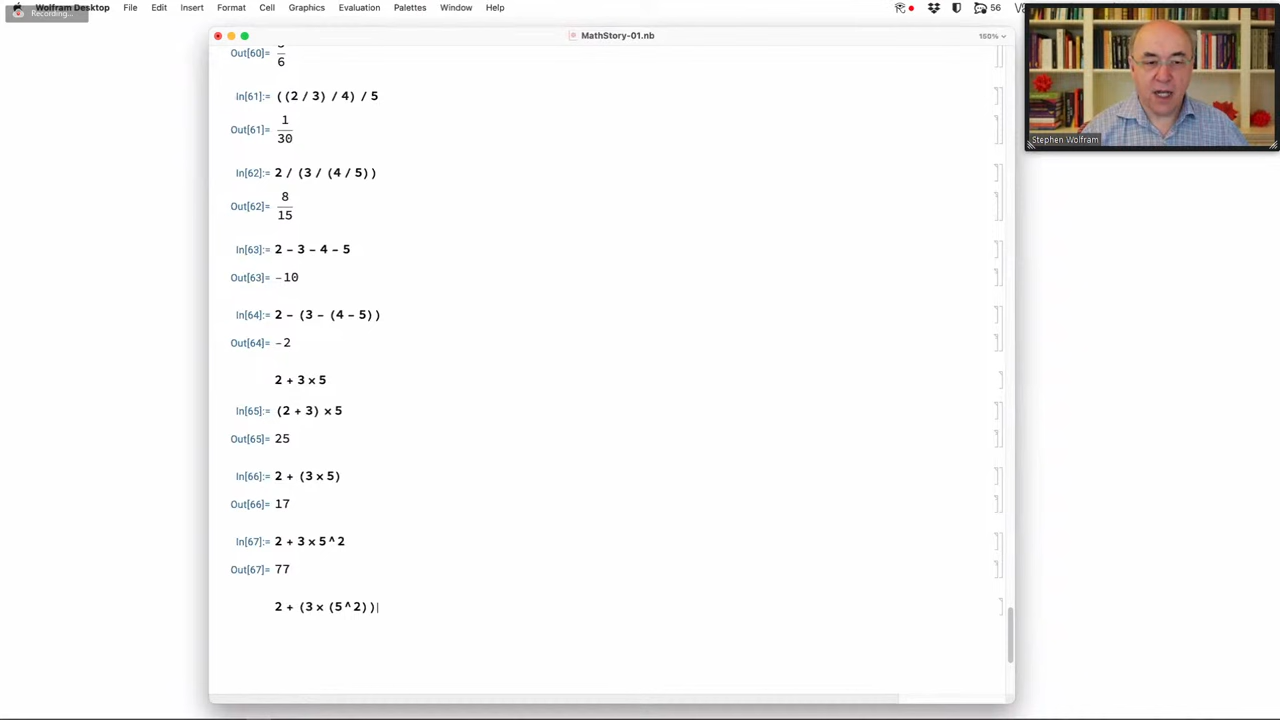 Wolfram Desktop File Edit Insert Format Cell Graphics Evaluation Palettes Window Help 56
Recording...
MathStory-01.nb
150%
Stephen Wolfram
Out[60]= 
6
In[61]:= ((2 / 3) / 4) / 5
Out[61]= 1
30
In[62]:= 2 / (3 / (4 / 5))
Out[62]= 8
15
In[63]:= 2 - 3 - 4 - 5
Out[63]= -10
In[64]:= 2 - (3 - (4 - 5))
Out[64]= -2
2 + 3 × 5
In[65]:= (2 + 3) × 5
Out[65]= 25
In[66]:= 2 + (3 × 5)
Out[66]= 17
In[67]:= 2 + 3 × 5 ^ 2
Out[67]= 77
2 + (3 × (5 ^ 2))